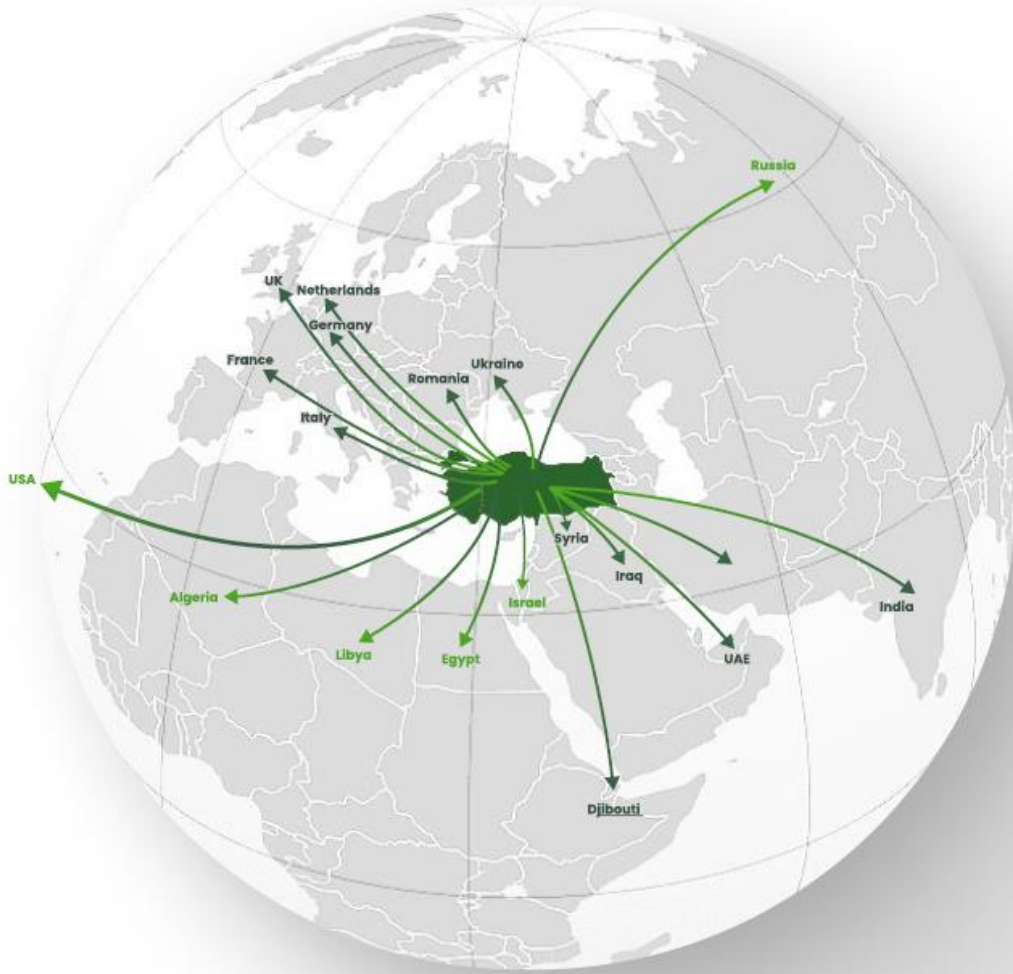 Russia
UK
Netherlands
Germany
France
Ukraine
Romania
Italy
USA
Syria
Iraq
Algeria
Israel
India
Libya
Egypt
UAE
Djibouti